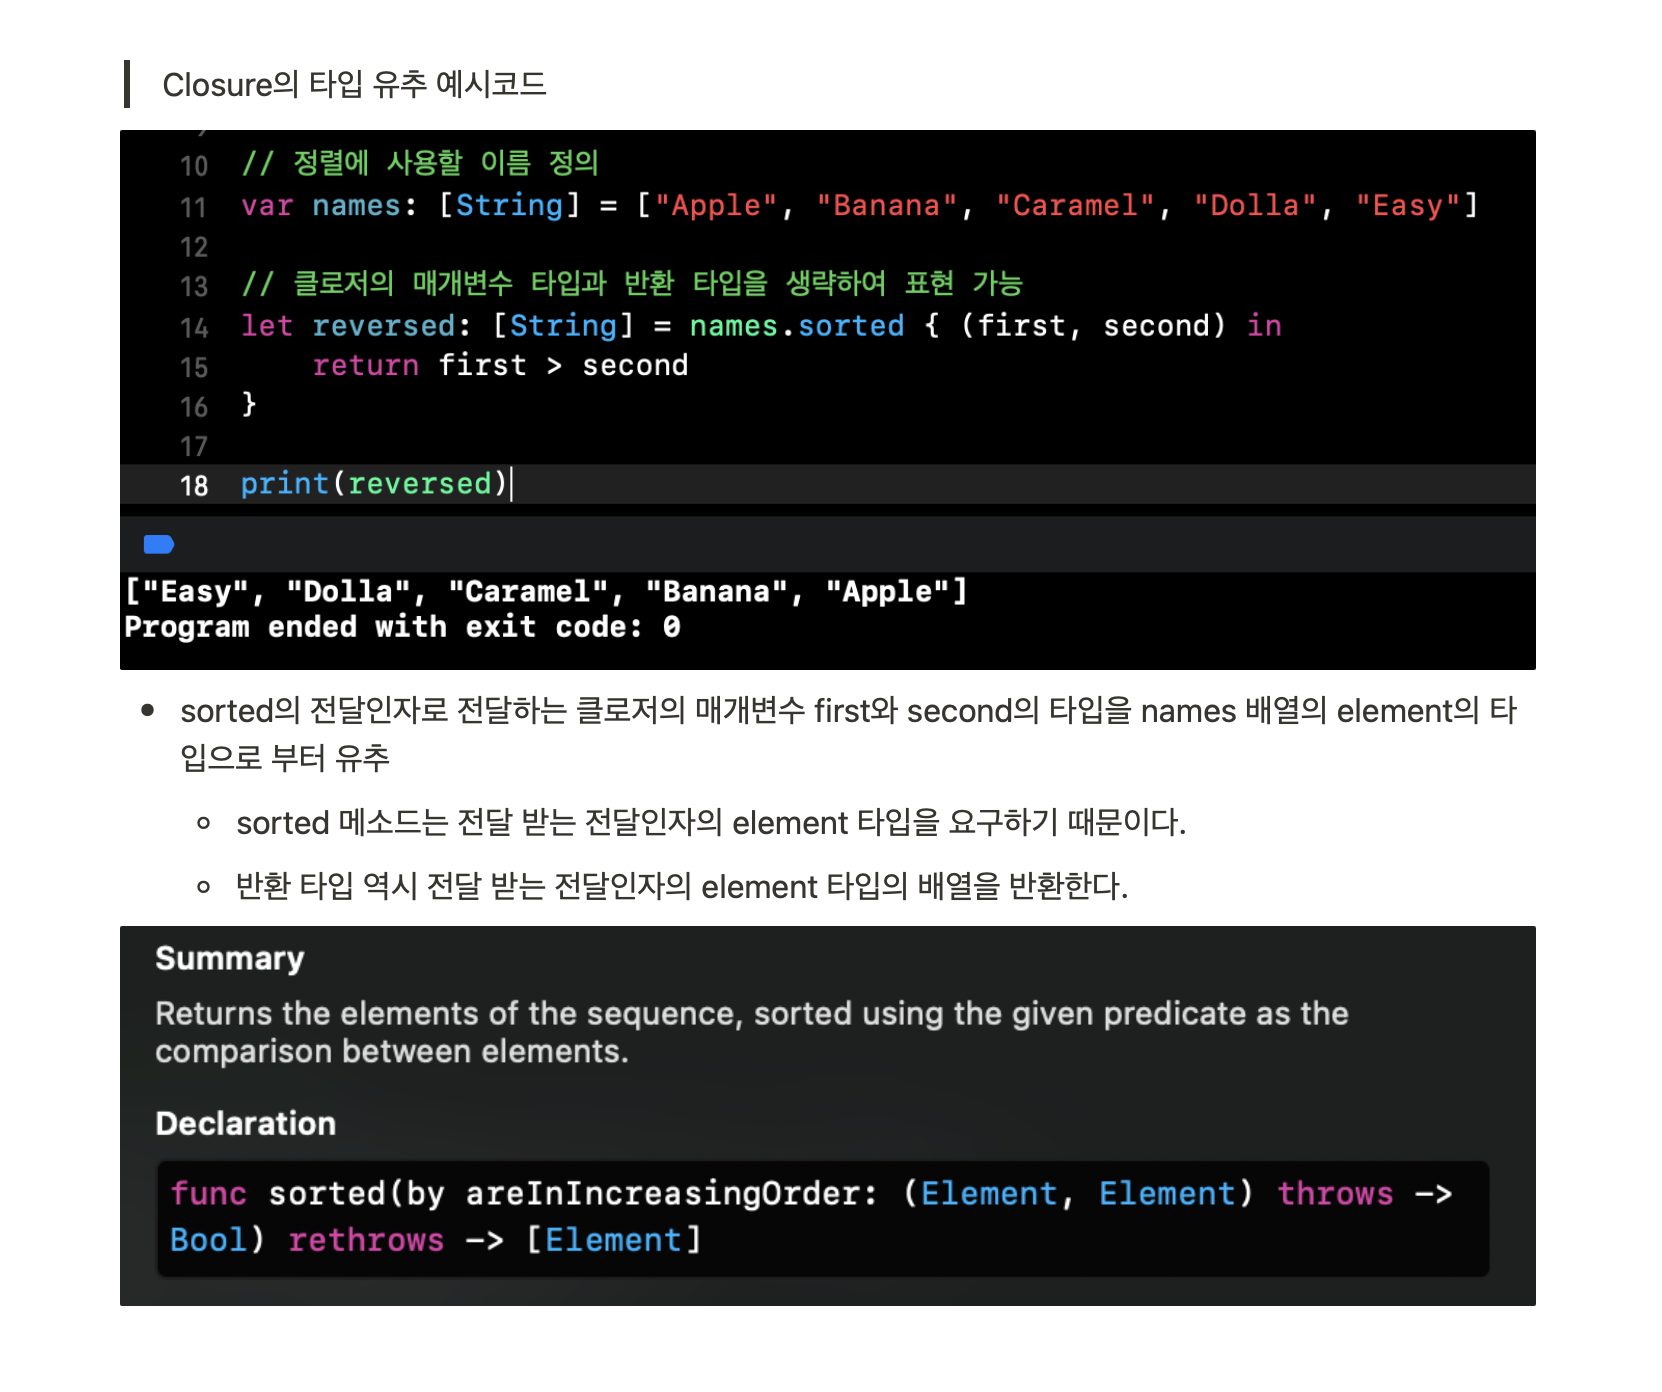 Closure의 타입 유추 예시코드
10 // 정렬에 사용할 이름 정의
11 var names: [String] = ["Apple", "Banana", "Caramel", "Dolla", "Easy"]
12
13 // 클로저의 매개변수 타입과 반환 타입을 생략하여 표현 가능
14 let reversed: [String] = names.sorted { (first, second) in
15     return first > second
16 }
17
18 print(reversed)
["Easy", "Dolla", "Caramel", "Banana", "Apple"]
Program ended with exit code: 0
• sorted의 전달인자로 전달하는 클로저의 매개변수 first와 second의 타입을 names 배열의 element의 타
입으로 부터 유추
◦ sorted 메소드는 전달 받는 전달인자의 element 타입을 요구하기 때문이다.
◦ 반환 타입 역시 전달 받는 전달인자의 element 타입의 배열을 반환한다.
Summary
Returns the elements of the sequence, sorted using the given predicate as the
comparison between elements.
Declaration
func sorted(by areInIncreasingOrder: (Element, Element) throws ->
Bool) rethrows -> [Element]